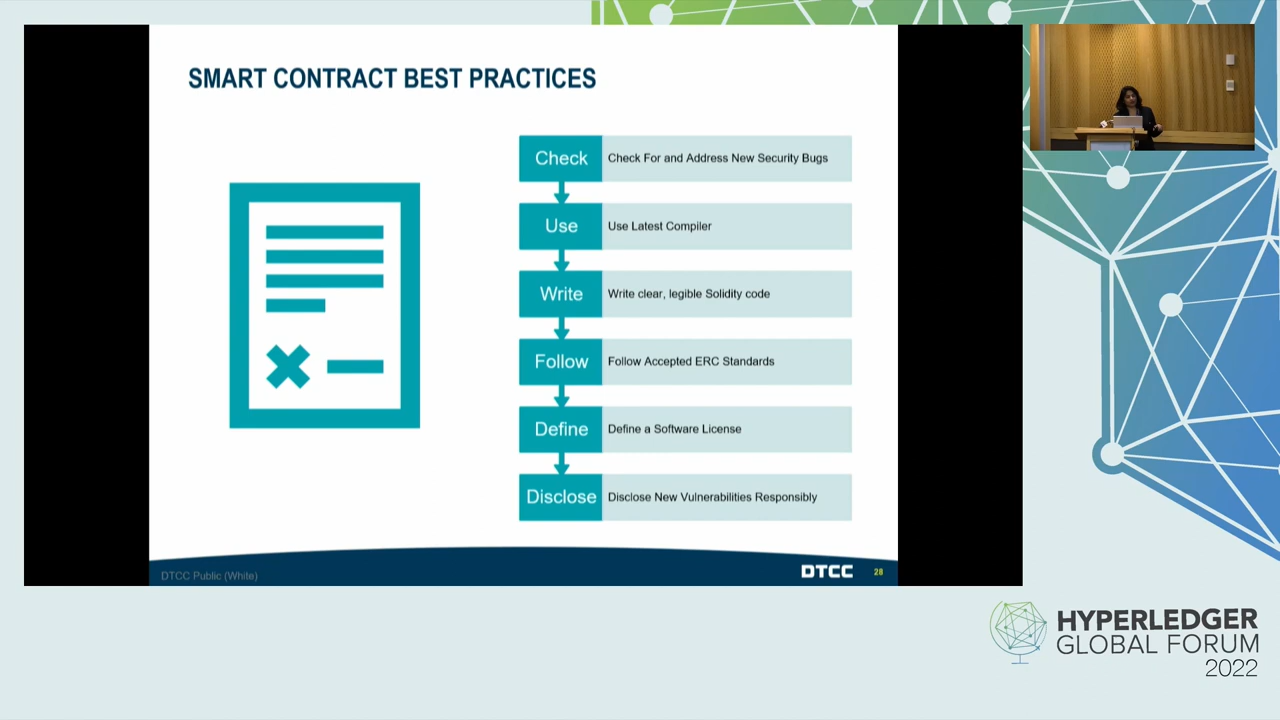 SMART CONTRACT BEST PRACTICES
Check
Check For and Address New Security Bugs
Use
Use Latest Compiler
Write
Write clear, legible Solidity code
Follow
Follow Accepted ERC Standards
Define
Define a Software License
Disclose
Disclose New Vulnerabilities Responsibly
DTCC Public (White)
DTCC
28
HYPERLEDGER
GLOBAL FORUM
2022